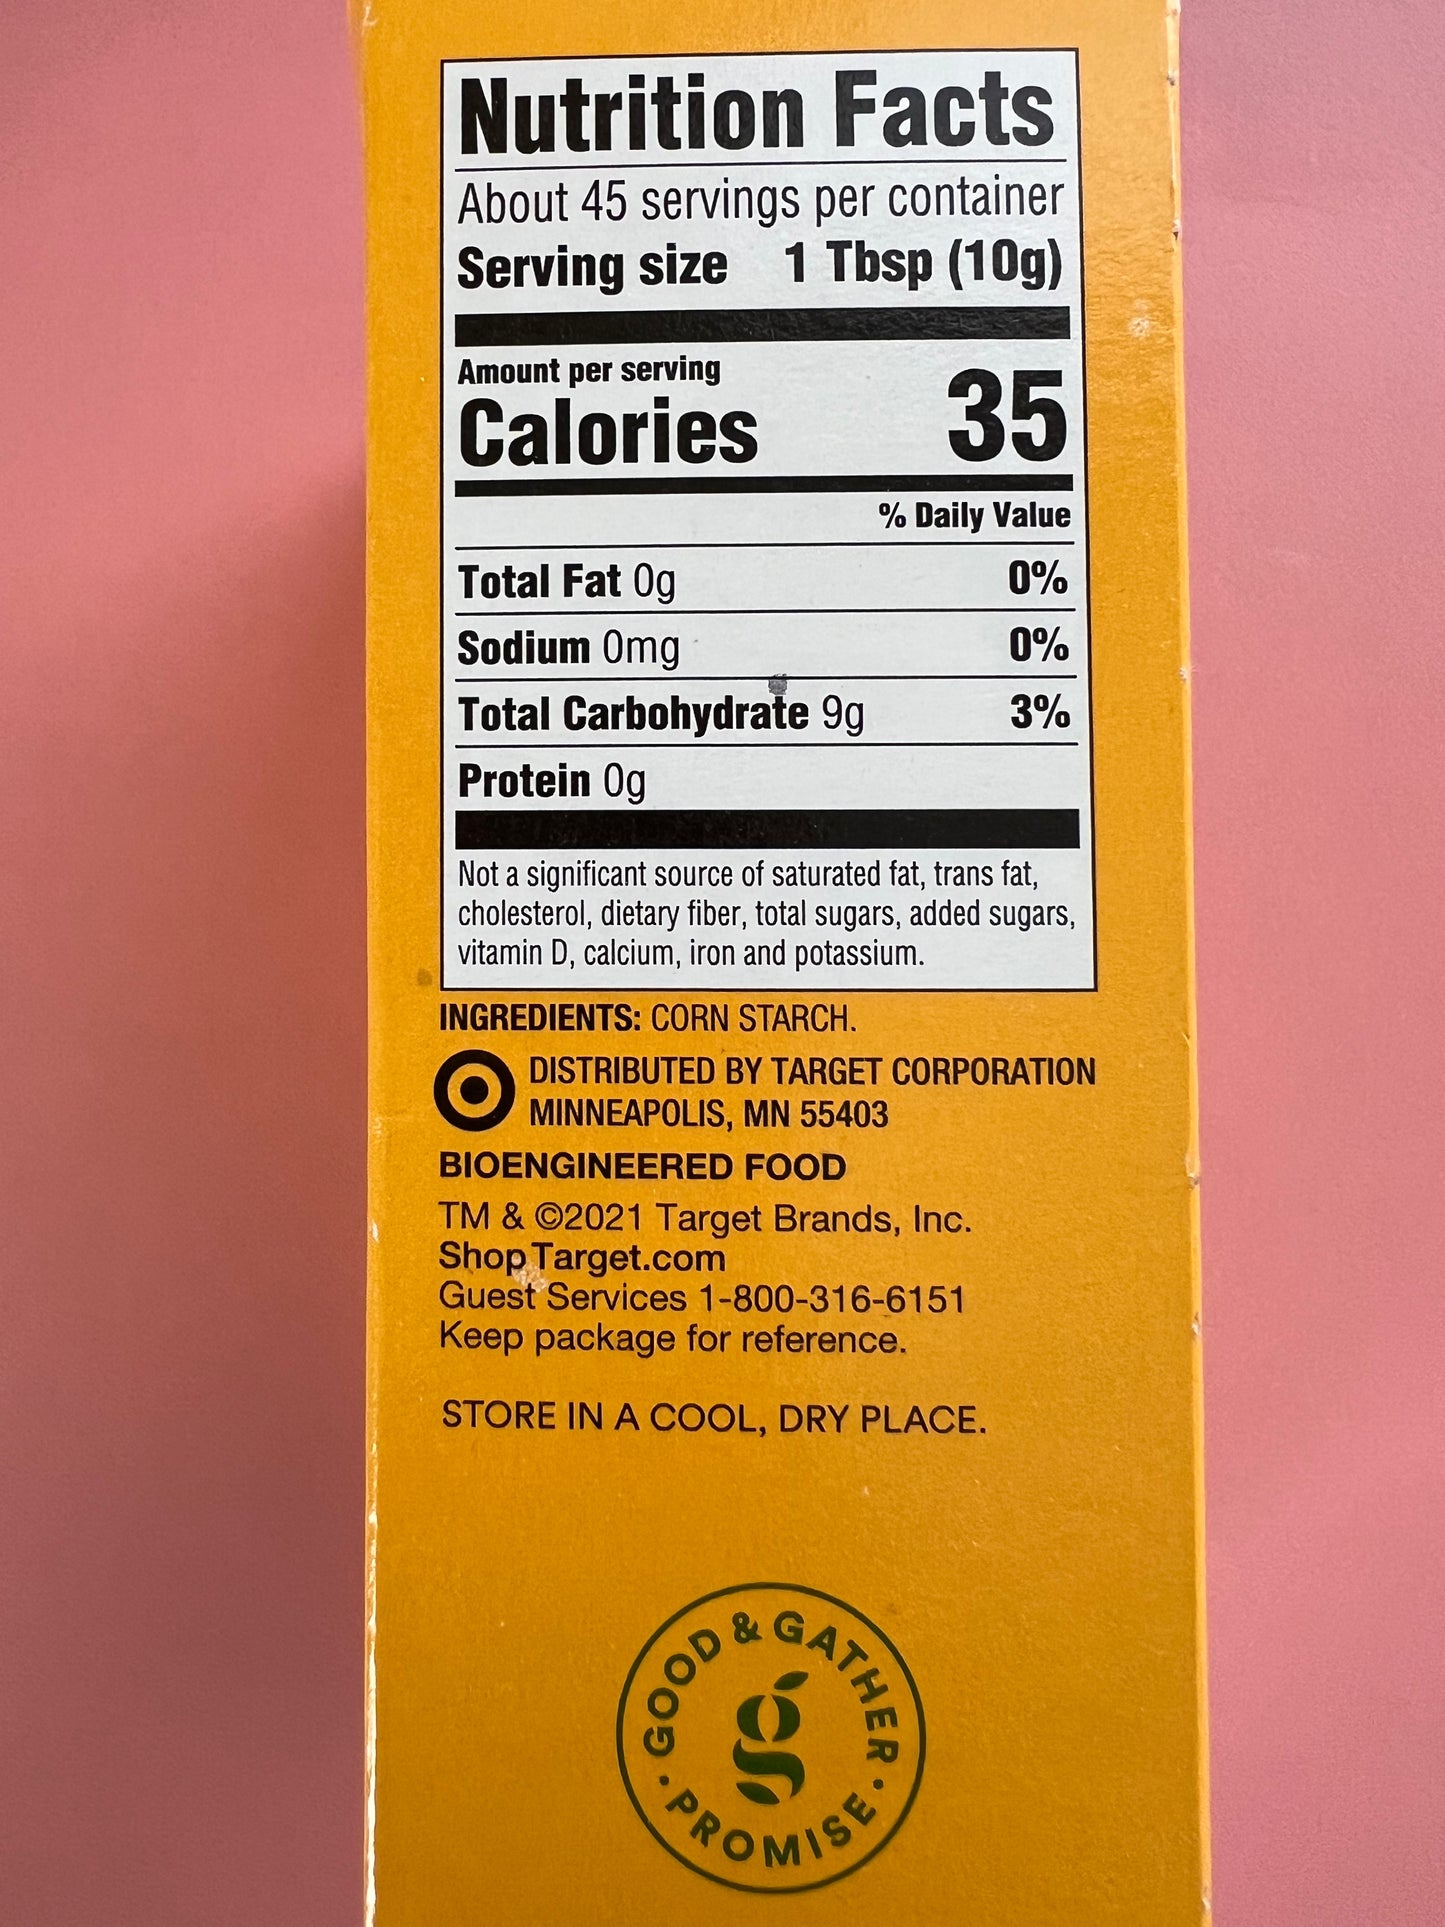 Nutrition Facts
About 45 servings per container
Serving size 1 Tbsp (10g)
Amount per serving
Calories 35
% Daily Value
Total Fat 0g 0%
Sodium 0mg 0%
Total Carbohydrate 9g 3%
Protein 0g
Not a significant source of saturated fat, trans fat,
cholesterol, dietary fiber, total sugars, added sugars,
vitamin D, calcium, iron and potassium.
INGREDIENTS: CORN STARCH.
DISTRIBUTED BY TARGET CORPORATION
MINNEAPOLIS, MN 55403
BIOENGINEERED FOOD
TM & ©2021 Target Brands, Inc.
Shop Target.com
Guest Services 1-800-316-6151
Keep package for reference.
STORE IN A COOL, DRY PLACE.
GOOD & GATHER
g
· PROMISE ·